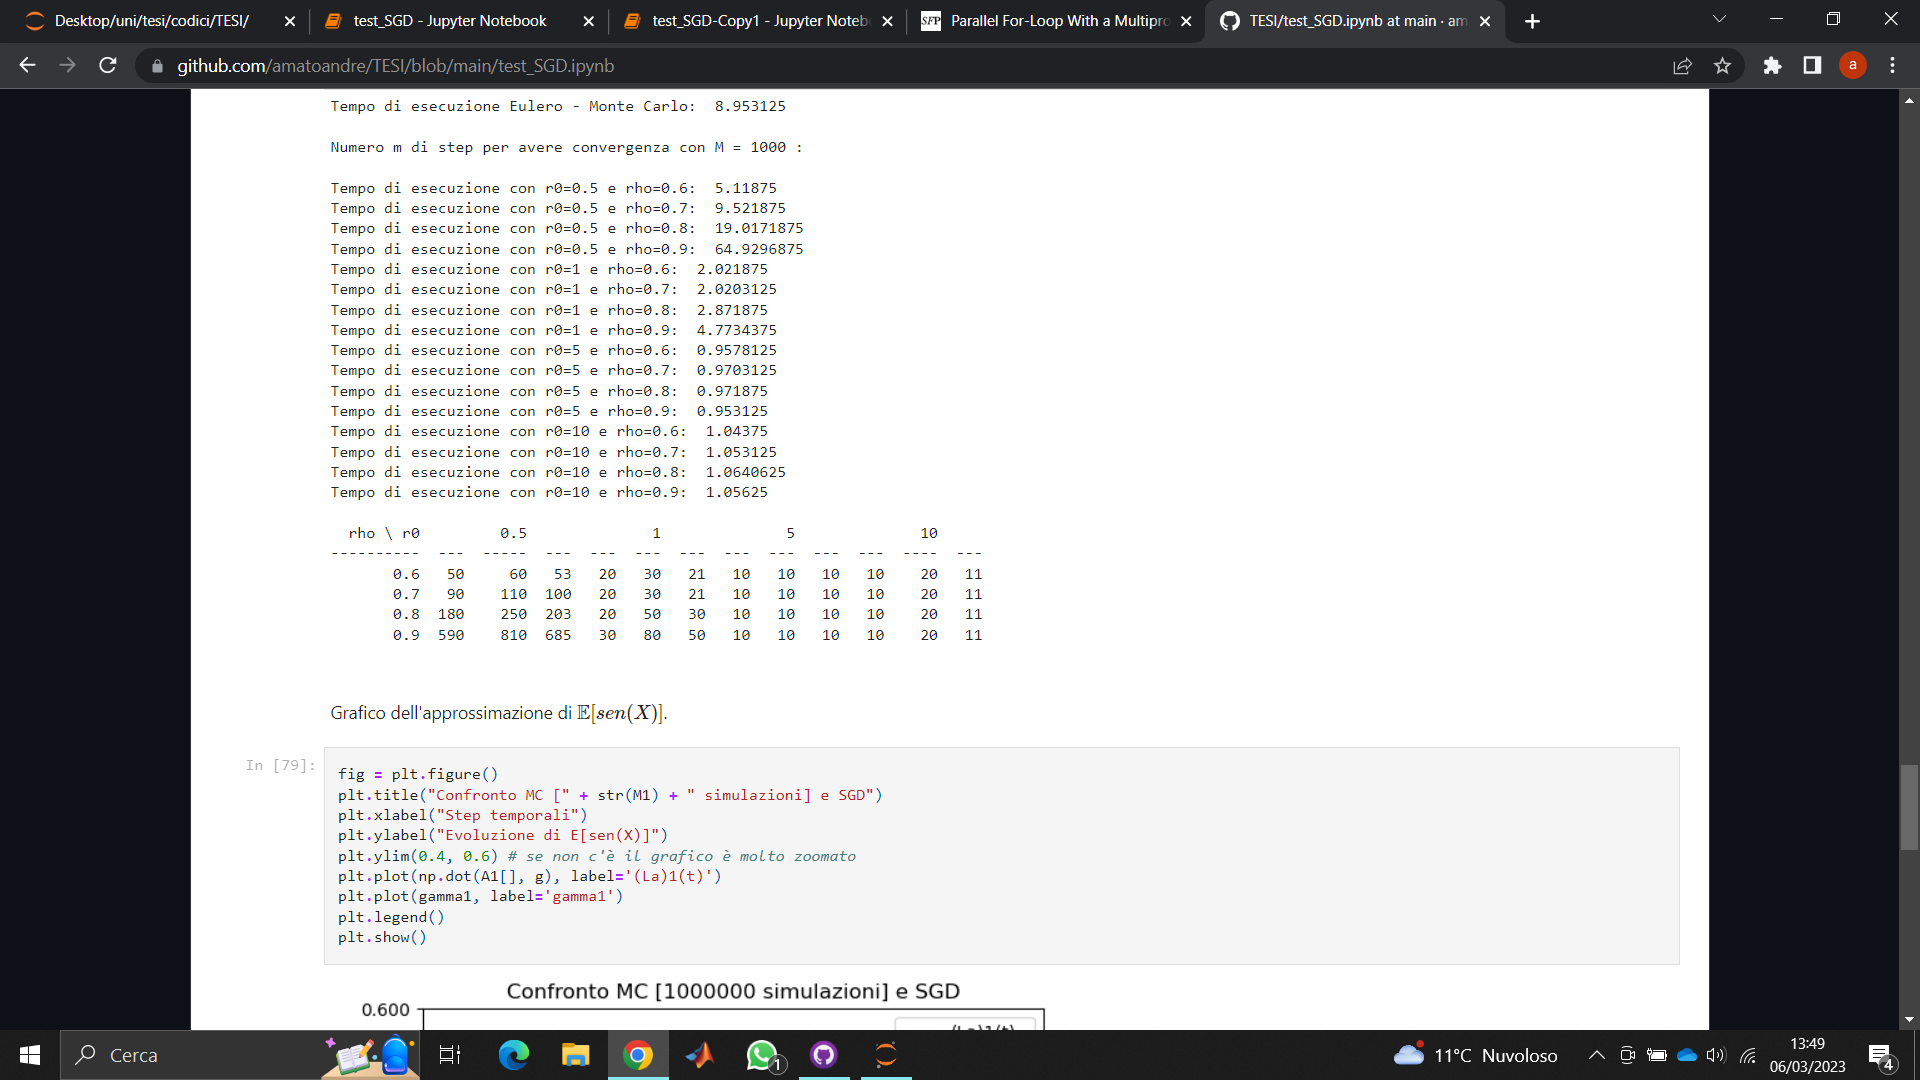 Desktop/uni/tesi/codici/TESI/
test_SGD - Jupyter Notebook
test_SGD-Copy1 - Jupyter Noteb
SFP Parallel For-Loop With a Multipro
TESI/test_SGD.ipynb at main · am
github.com/amatoandre/TESI/blob/main/test_SGD.ipynb
a
Tempo di esecuzione Eulero - Monte Carlo:  8.953125
Numero m di step per avere convergenza con M = 1000 :
Tempo di esecuzione con r0=0.5 e rho=0.6:  5.11875
Tempo di esecuzione con r0=0.5 e rho=0.7:  9.521875
Tempo di esecuzione con r0=0.5 e rho=0.8:  19.0171875
Tempo di esecuzione con r0=0.5 e rho=0.9:  64.9296875
Tempo di esecuzione con r0=1 e rho=0.6:  2.021875
Tempo di esecuzione con r0=1 e rho=0.7:  2.0203125
Tempo di esecuzione con r0=1 e rho=0.8:  2.871875
Tempo di esecuzione con r0=1 e rho=0.9:  4.7734375
Tempo di esecuzione con r0=5 e rho=0.6:  0.9578125
Tempo di esecuzione con r0=5 e rho=0.7:  0.9703125
Tempo di esecuzione con r0=5 e rho=0.8:  0.971875
Tempo di esecuzione con r0=5 e rho=0.9:  0.953125
Tempo di esecuzione con r0=10 e rho=0.6:  1.04375
Tempo di esecuzione con r0=10 e rho=0.7:  1.053125
Tempo di esecuzione con r0=10 e rho=0.8:  1.0640625
Tempo di esecuzione con r0=10 e rho=0.9:  1.05625
rho \ r0         0.5              1              5              10
----------  ---  -----  ---  ---  ---  ---  ---  ---  ---  ---  ----  ---
0.6   50     60   53   20   30   21   10   10   10   10    20   11
0.7   90    110  100   20   30   21   10   10   10   10    20   11
0.8  180    250  203   20   50   30   10   10   10   10    20   11
0.9  590    810  685   30   80   50   10   10   10   10    20   11
Grafico dell'approssimazione di 𝔼[sen(X)].
In [79]:
fig = plt.figure()
plt.title("Confronto MC [" + str(M1) + " simulazioni] e SGD")
plt.xlabel("Step temporali")
plt.ylabel("Evoluzione di E[sen(X)]")
plt.ylim(0.4, 0.6) # se non c'è il grafico è molto zoomato
plt.plot(np.dot(A1[], g), label='(La)1(t)')
plt.plot(gamma1, label='gamma1')
plt.legend()
plt.show()
Confronto MC [1000000 simulazioni] e SGD
0.600
(La)1(t)
Cerca
1
11°C Nuvoloso
13:49
06/03/2023
4